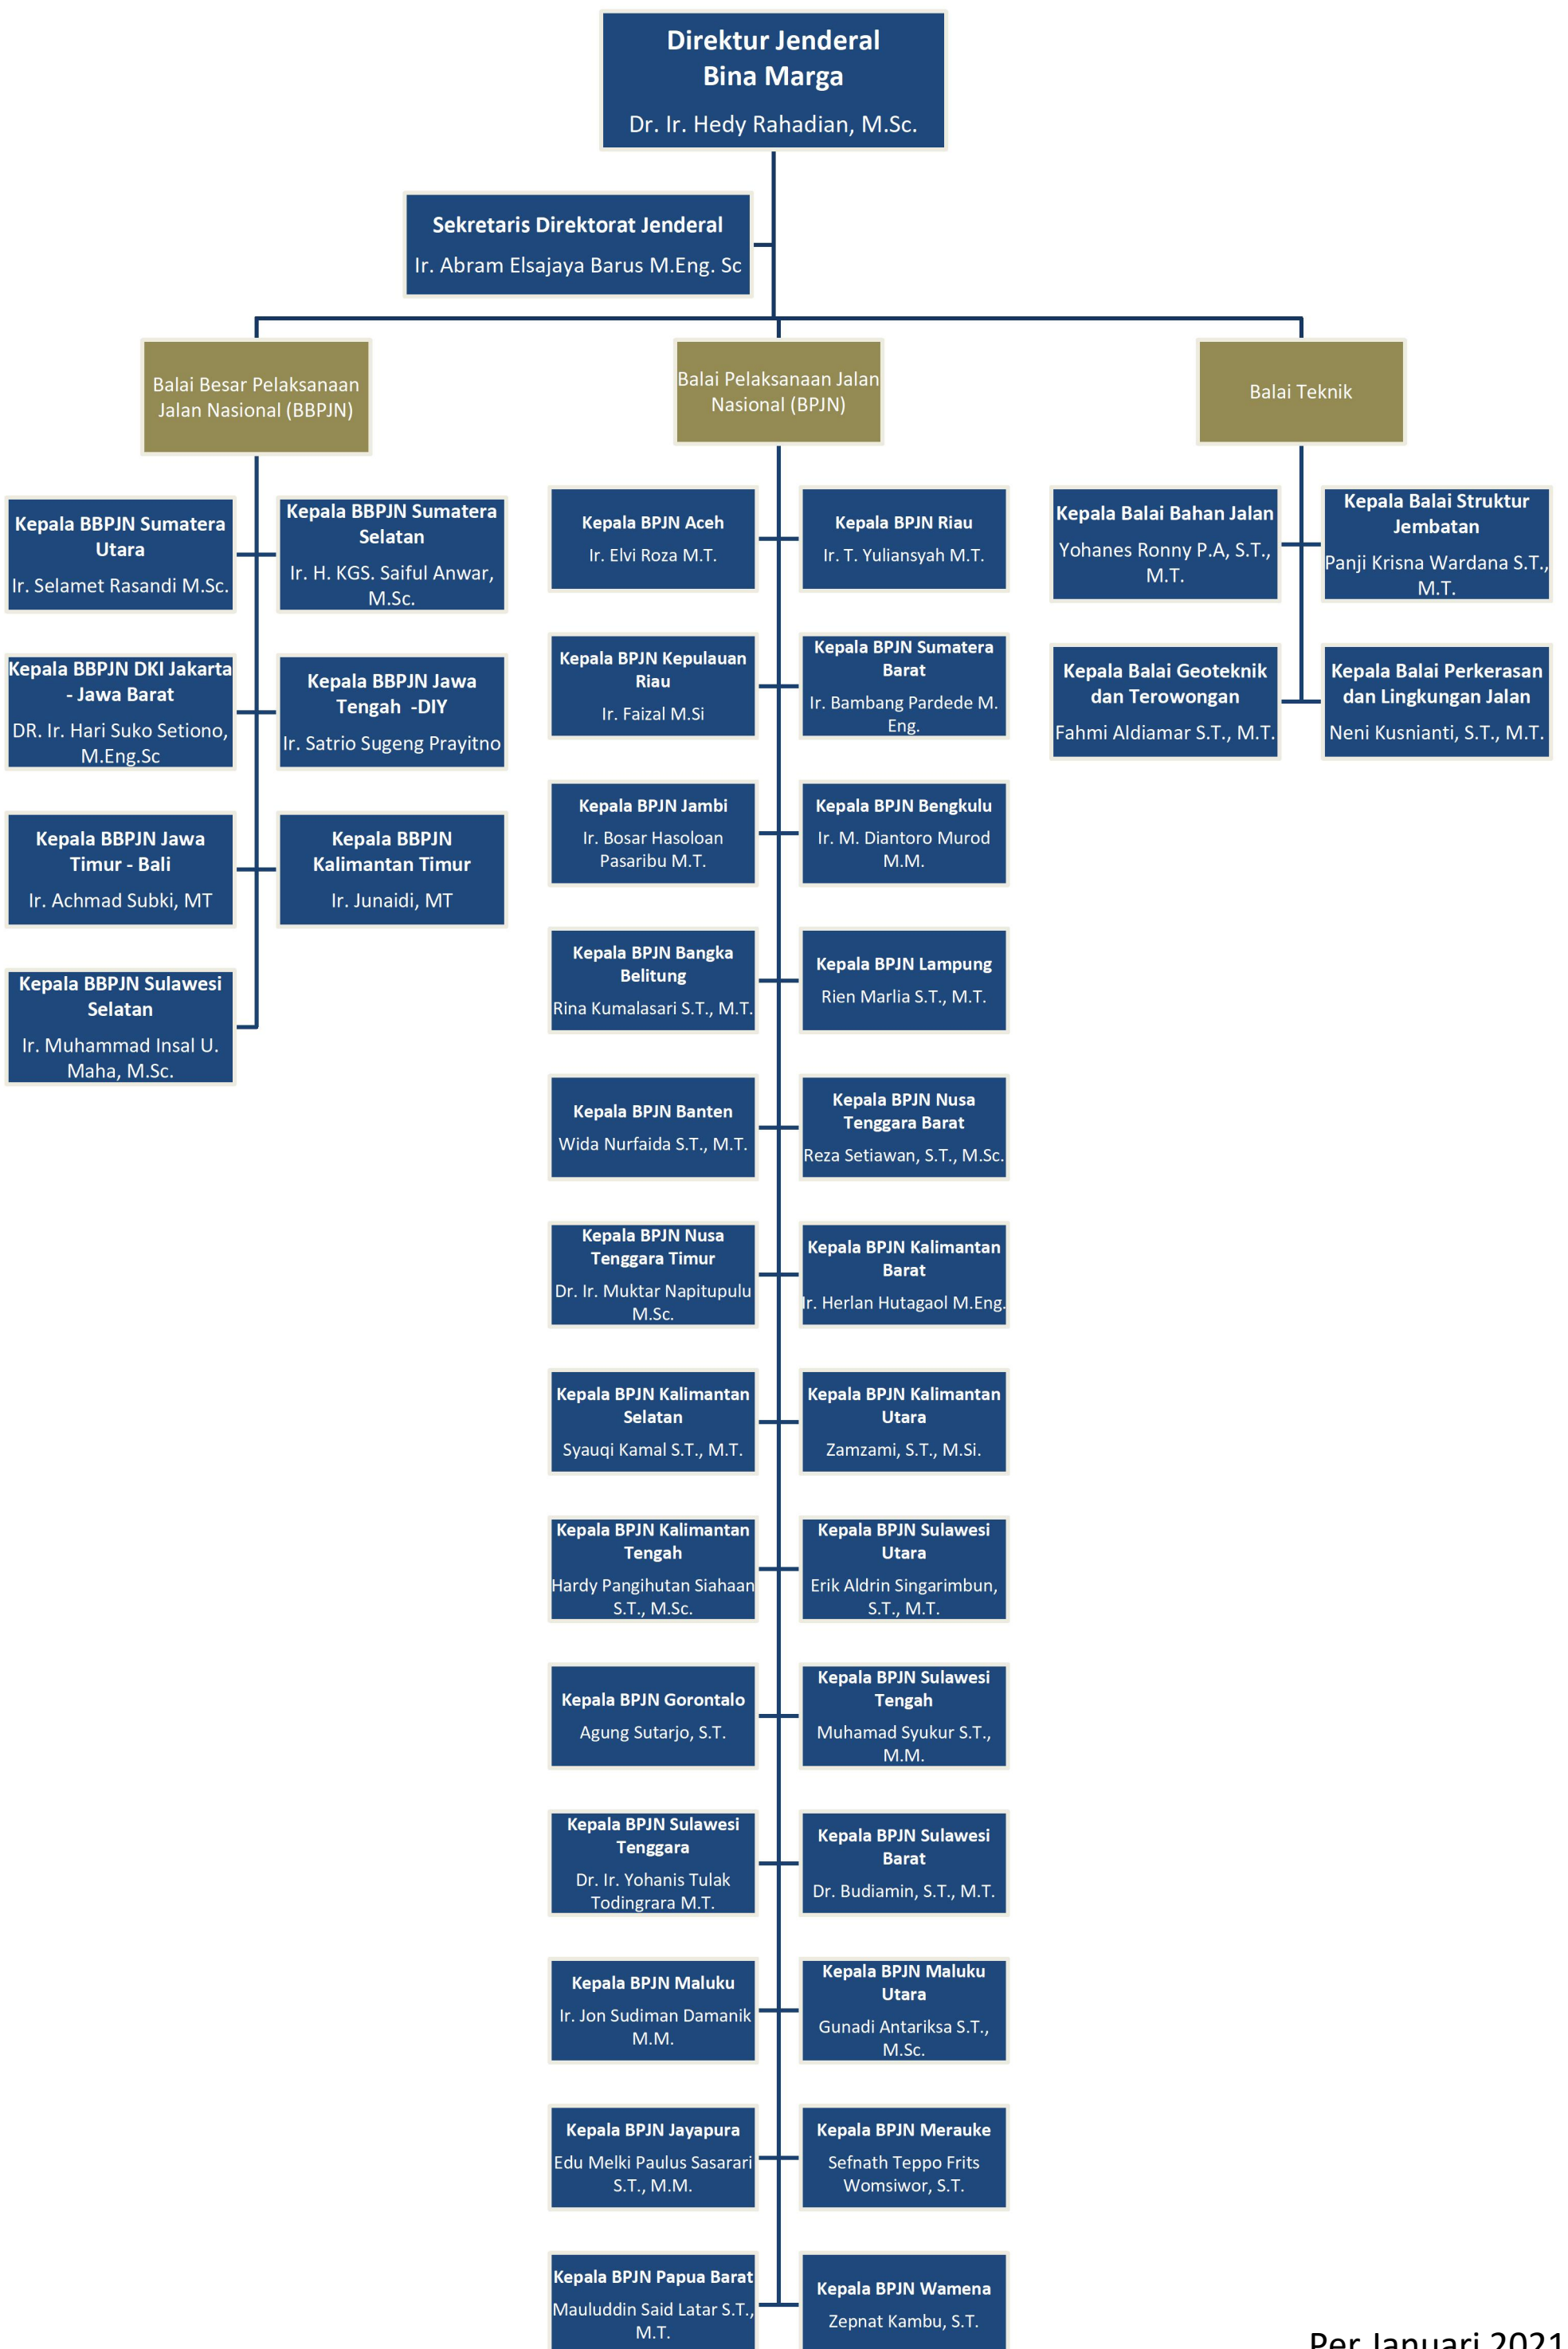 Direktur Jenderal
Bina Marga
Dr. Ir. Hedy Rahadian, M.Sc.
Sekretaris Direktorat Jenderal
Ir. Abram Elsajaya Barus M.Eng. Sc
Balai Besar Pelaksanaan
Jalan Nasional (BBPJN)
Kepala BBPJN Sumatera
Utara
Ir. Selamet Rasandi M.Sc.
Kepala BBPJN Sumatera
Selatan
Ir. H. KGS. Saiful Anwar,
M.Sc.
Kepala BBPJN DKI Jakarta
- Jawa Barat
DR. Ir. Hari Suko Setiono,
M.Eng.Sc
Kepala BBPJN Jawa
Tengah -DIY
Ir. Satrio Sugeng Prayitno
Kepala BBPJN Jawa
Timur - Bali
Ir. Achmad Subki, MT
Kepala BBPJN
Kalimantan Timur
Ir. Junaidi, MT
Kepala BBPJN Sulawesi
Selatan
Ir. Muhammad Insal U.
Maha, M.Sc.
Balai Pelaksanaan Jalan
Nasional (BPJN)
Kepala BPJN Aceh
Ir. Elvi Roza M.T.
Kepala BPJN Riau
Ir. T. Yuliansyah M.T.
Kepala BPJN Kepulauan
Riau
Ir. Faizal M.Si
Kepala BPJN Sumatera
Barat
Ir. Bambang Pardede M.
Eng.
Kepala BPJN Jambi
Ir. Bosar Hasoloan
Pasaribu M.T.
Kepala BPJN Bengkulu
Ir. M. Diantoro Murod
M.M.
Kepala BPJN Bangka
Belitung
Rina Kumalasari S.T., M.T.
Kepala BPJN Lampung
Rien Marlia S.T., M.T.
Kepala BPJN Banten
Wida Nurfaida S.T., M.T.
Kepala BPJN Nusa
Tenggara Barat
Reza Setiawan, S.T., M.Sc.
Kepala BPJN Nusa
Tenggara Timur
Dr. Ir. Muktar Napitupulu
M.Sc.
Kepala BPJN Kalimantan
Barat
Ir. Herlan Hutagaol M.Eng.
Kepala BPJN Kalimantan
Selatan
Syauqi Kamal S.T., M.T.
Kepala BPJN Kalimantan
Utara
Zamzami, S.T., M.Si.
Kepala BPJN Kalimantan
Tengah
Hardy Pangihutan Siahaan
S.T., M.Sc.
Kepala BPJN Sulawesi
Utara
Erik Aldrin Singarimbun,
S.T., M.T.
Kepala BPJN Gorontalo
Agung Sutarjo, S.T.
Kepala BPJN Sulawesi
Tengah
Muhamad Syukur S.T.,
M.M.
Kepala BPJN Sulawesi
Tenggara
Dr. Ir. Yohanis Tulak
Todingrara M.T.
Kepala BPJN Sulawesi
Barat
Dr. Budiamin, S.T., M.T.
Kepala BPJN Maluku
Ir. Jon Sudiman Damanik
M.M.
Kepala BPJN Maluku
Utara
Gunadi Antariksa S.T.,
M.Sc.
Kepala BPJN Jayapura
Edu Melki Paulus Sasarari
S.T., M.M.
Kepala BPJN Merauke
Sefnath Teppo Frits
Womsiwor, S.T.
Kepala BPJN Papua Barat
Mauluddin Said Latar S.T.,
M.T.
Kepala BPJN Wamena
Zepnat Kambu, S.T.
Balai Teknik
Kepala Balai Bahan Jalan
Yohanes Ronny P.A, S.T.,
M.T.
Kepala Balai Struktur
Jembatan
Panji Krisna Wardana S.T.,
M.T.
Kepala Balai Geoteknik
dan Terowongan
Fahmi Aldiamar S.T., M.T.
Kepala Balai Perkerasan
dan Lingkungan Jalan
Neni Kusnianti, S.T., M.T.
Per Januari 2021